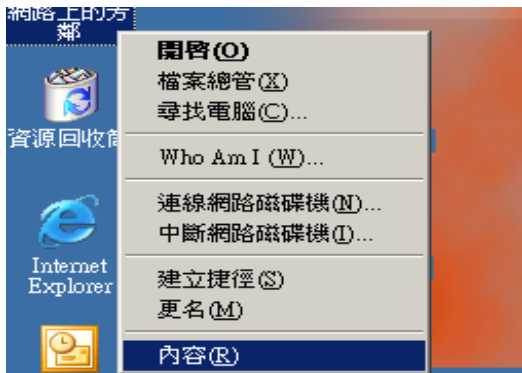 網路上的芳
鄰
開啓(O)
檔案總管(X)
尋找電腦(C)...
資源回收筒
Who Am I (W)...
連線網路磁碟機(N)...
中斷網路磁碟機(I)...
Internet
Explorer
建立捷徑(S)
更名(M)
內容(R)